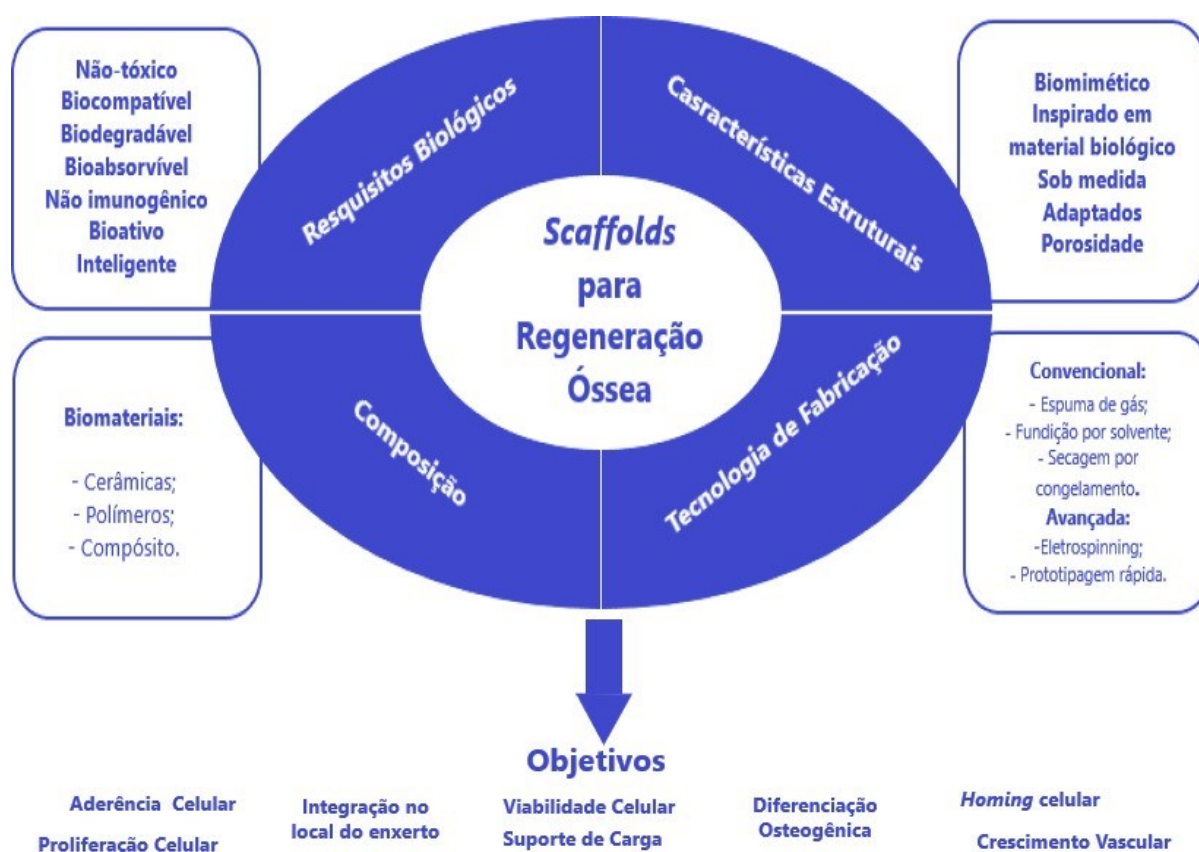 Não-tóxico
Biocompatível
Biodegradável
Bioabsorvível
Não imunogênico
Bioativo
Inteligente
Resquisitos Biológicos
Casracterísticas Estruturais
Biomimético
Inspirado em
material biológico
Sob medida
Adaptados
Porosidade
Scaffolds
para
Regeneração
Óssea
Biomateriais:
- Cerâmicas;
- Polímeros;
- Compósito.
Composição
Tecnologia de Fabricação
Convencional:
- Espuma de gás;
- Fundição por solvente;
- Secagem por
congelamento.
Avançada:
-Eletrospinning;
- Prototipagem rápida.
Objetivos
Aderência Celular
Proliferação Celular
Integração no
local do enxerto
Viabilidade Celular
Suporte de Carga
Diferenciação
Osteogênica
Homing celular
Crescimento Vascular